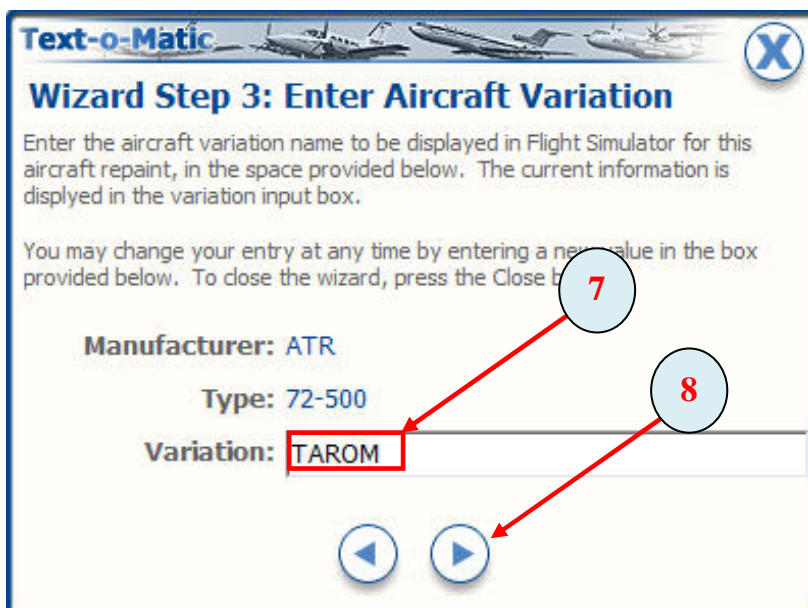 Text-o-Matic
X
Wizard Step 3: Enter Aircraft Variation
Enter the aircraft variation name to be displayed in Flight Simulator for this
aircraft repaint, in the space provided below. The current information is
displyed in the variation input box.
You may change your entry at any time by entering a new value in the box
provided below. To close the wizard, press the Close b
7
Manufacturer: ATR
Type: 72-500
8
Variation: TAROM